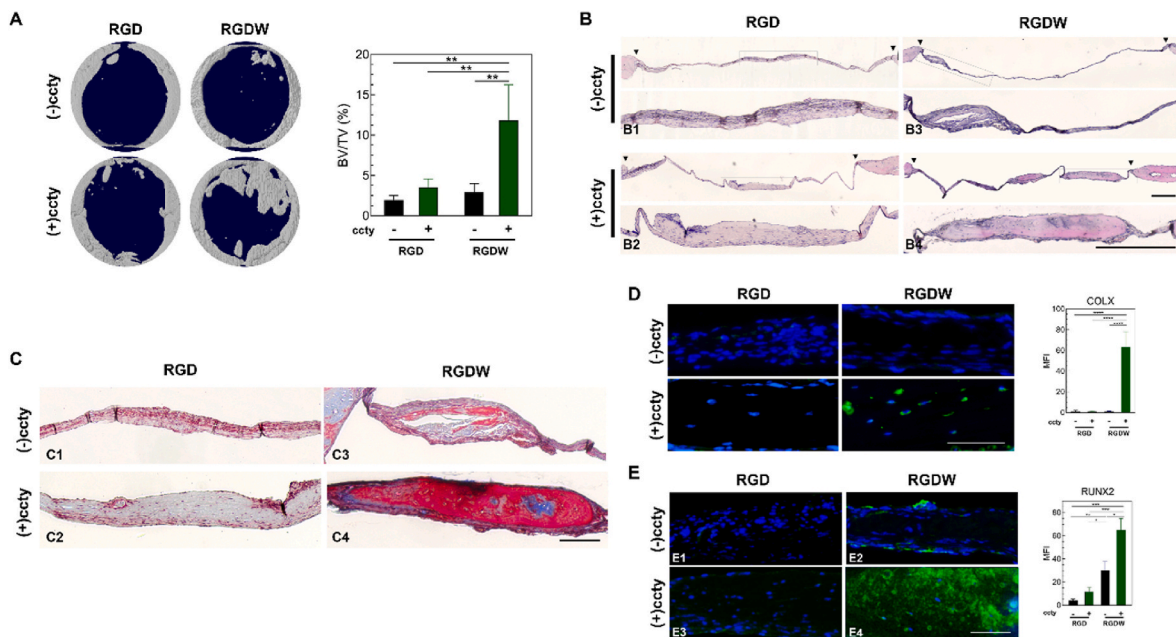 A
RGD RGDW
(-)ccty
(+)ccty
BV/TV (%)
20
15
10
5
0
**
**
**
ccty - + - +
RGD RGDW
B
RGD RGDW
(-)ccty
B1 B3
(+)ccty
B2 B4
C
RGD RGDW
(-)ccty
C1 C3
(+)ccty
C2 C4
D
RGD RGDW
(-)ccty
(+)ccty
COLX
MFI
100
80
60
40
20
0
****
****
****
ccty - + - +
RGD RGDW
E
RGD RGDW
(-)ccty
E1 E2
(+)ccty
E3 E4
RUNX2
MFI
80
60
40
20
0
ccty - + - +
RGD RGDW